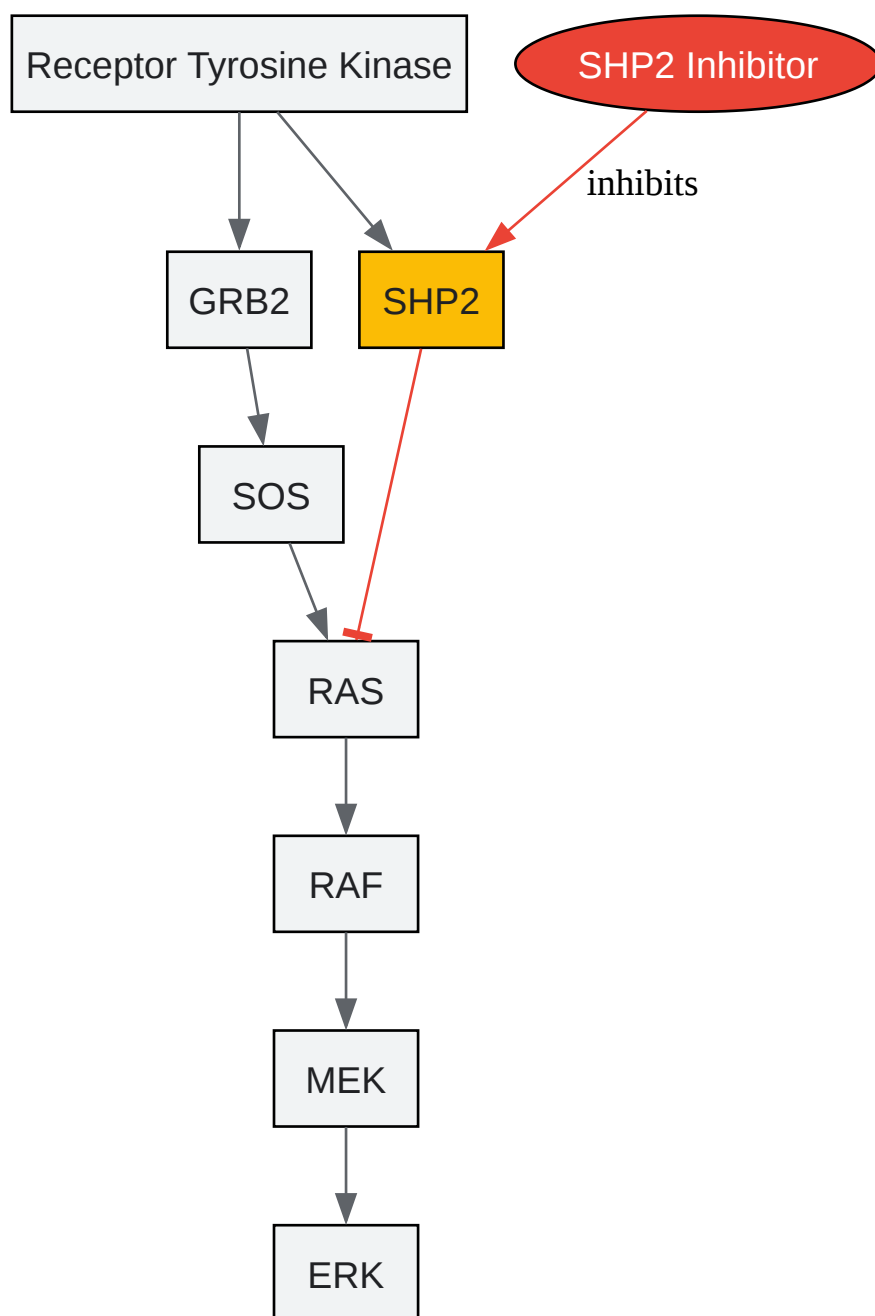 Receptor Tyrosine Kinase
SHP2 Inhibitor
inhibits
GRB2
SHP2
SOS
RAS
RAF
MEK
ERK